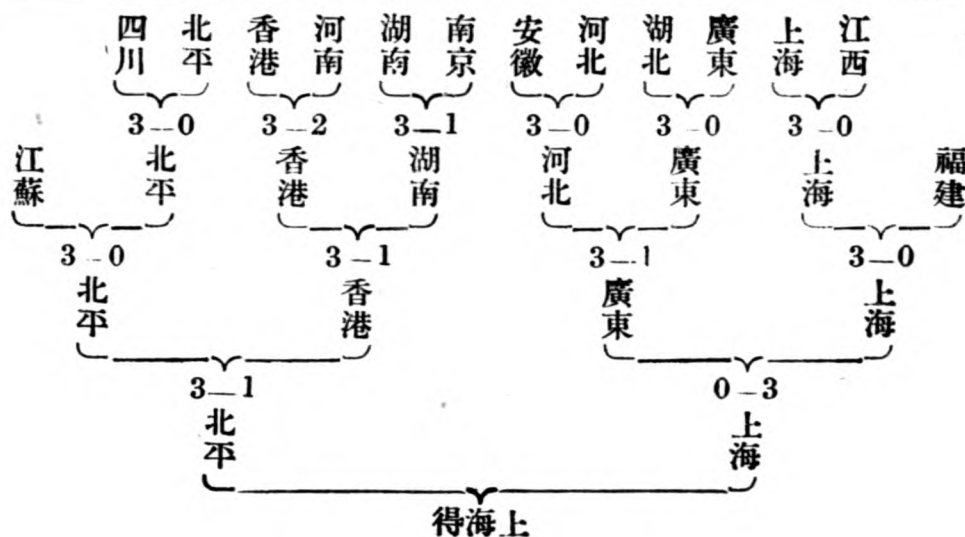 四川 北平 香港 河南 湖南 南京 安徽 河北 湖北 廣東 上海 江西
3—0 3—2 3—1 3—0 3—0 3—0
江蘇 北平 香港 湖南 河北 廣東 上海 福建
3—0 3—1 3—1 3—0
北平 香港 廣東 上海
3—1 0—3
北平 上海
得海上